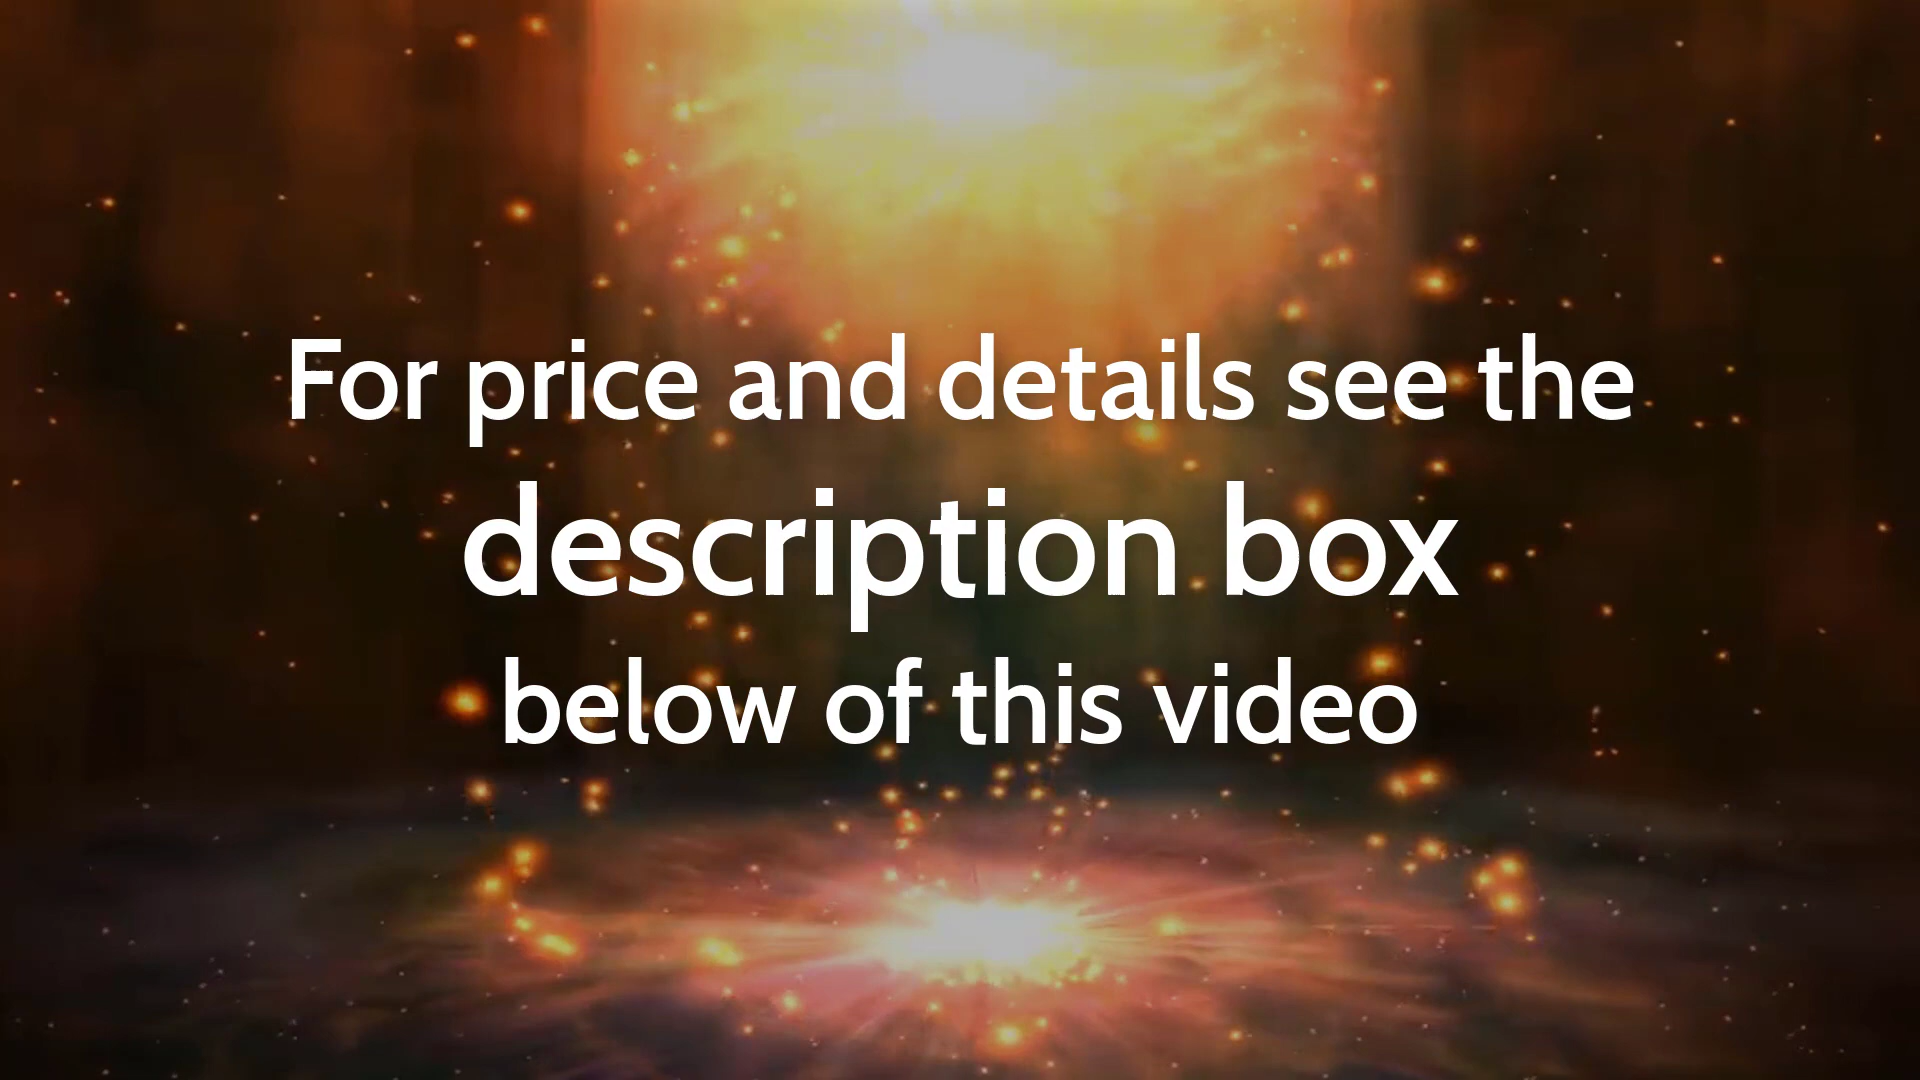 For price and details see the
description box
below of this video